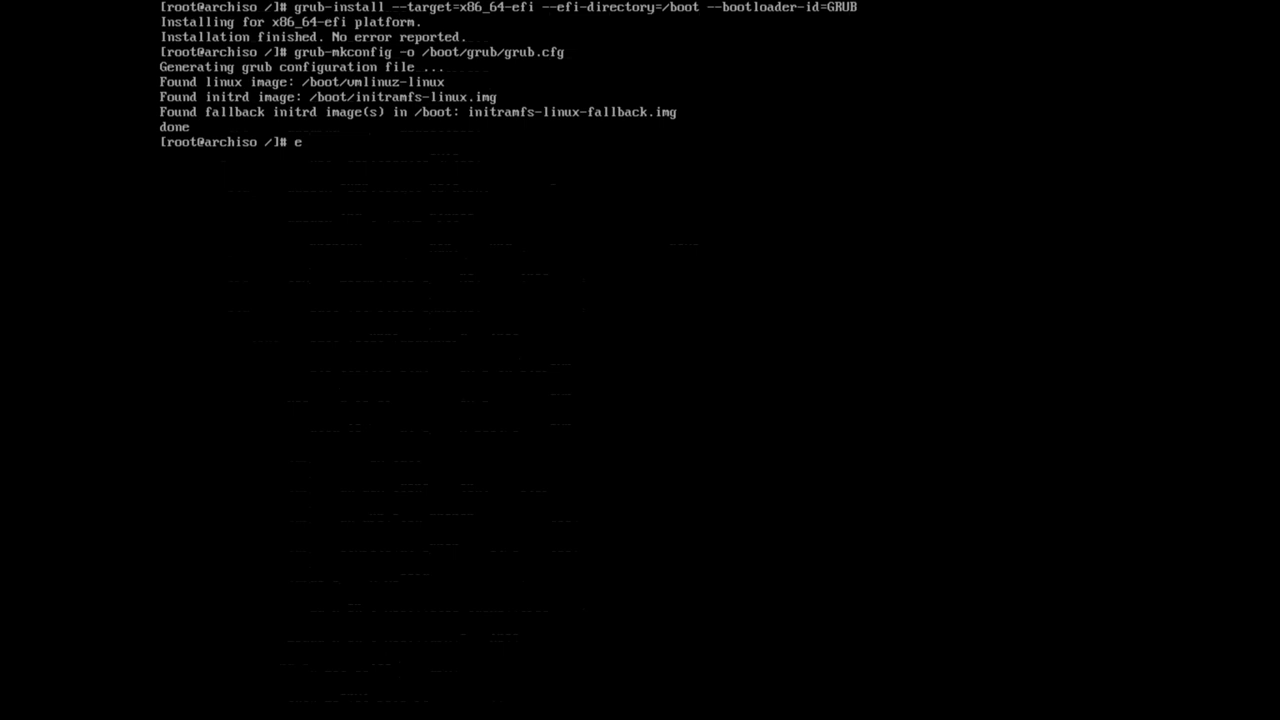 [root@archiso /]# grub-install --target=x86_64-efi --efi-directory=/boot --bootloader-id=GRUB
Installing for x86_64-efi platform.
Installation finished. No error reported.
[root@archiso /]# grub-mkconfig -o /boot/grub/grub.cfg
Generating grub configuration file ...
Found linux image: /boot/vmlinuz-linux
Found initrd image: /boot/initramfs-linux.img
Found fallback initrd image(s) in /boot: initramfs-linux-fallback.img
done
[root@archiso /]# e